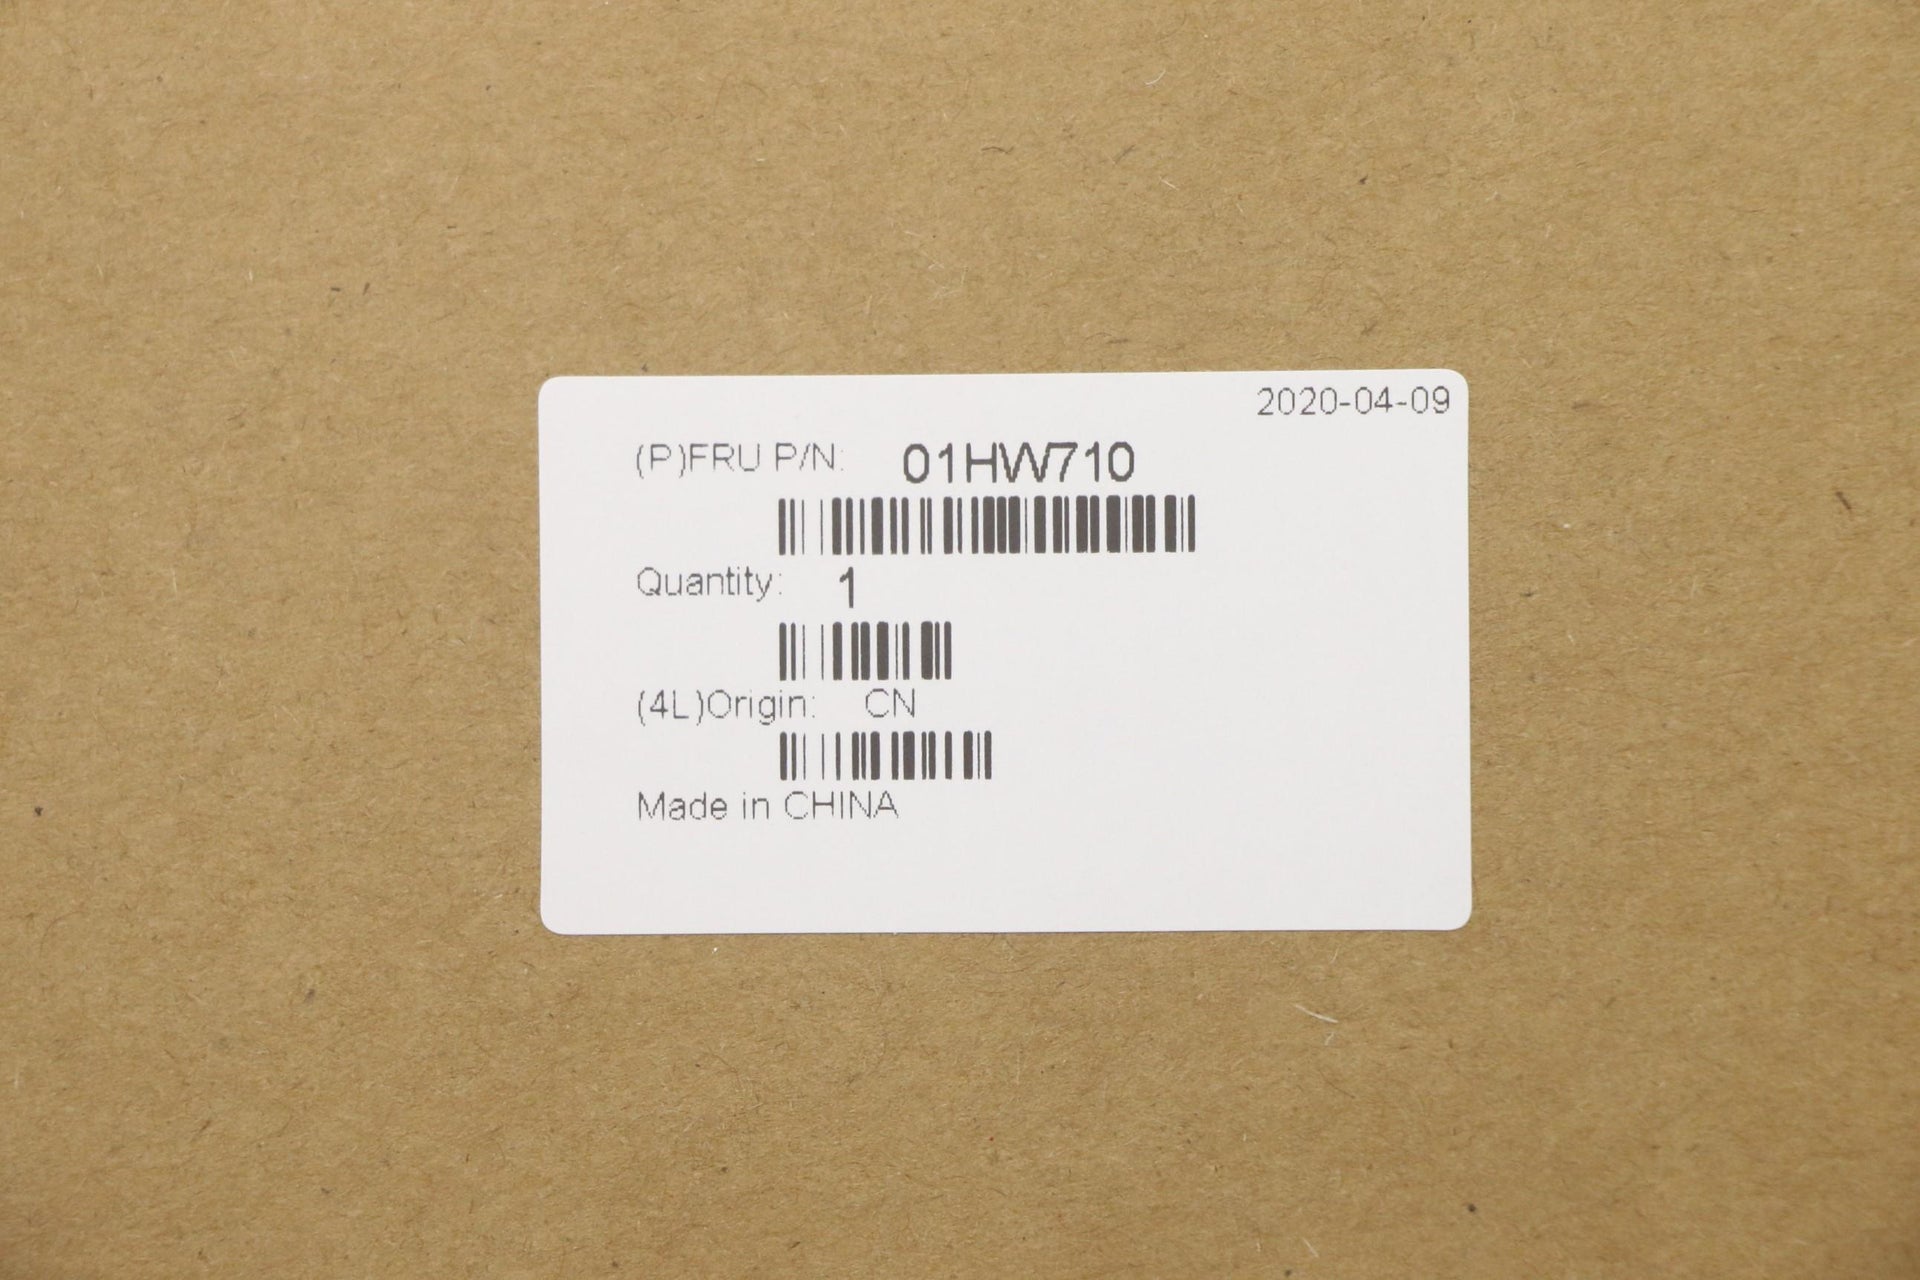 2020-04-09
(P)FRU P/N: 01HW710
Quantity: 1
(4L)Origin: CN
Made in CHINA